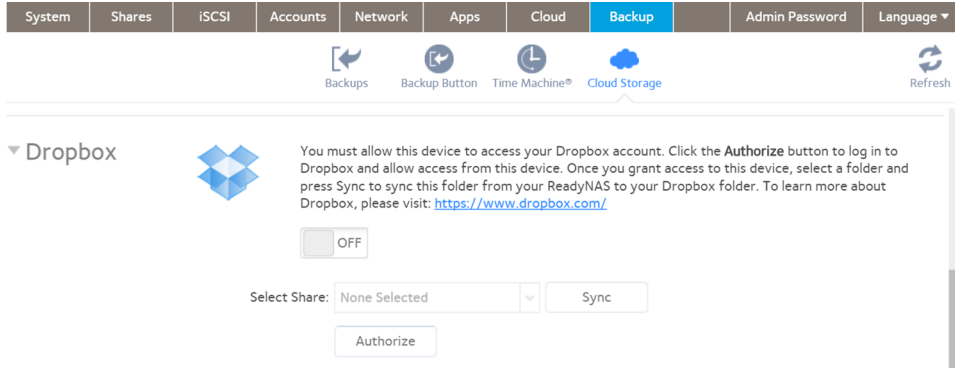 System Shares iSCSI Accounts Network Apps Cloud Backup Admin Password Language
Backups Backup Button Time Machine® Cloud Storage Refresh
Dropbox
You must allow this device to access your Dropbox account. Click the Authorize button to log in to
Dropbox and allow access from this device. Once you grant access to this device, select a folder and
press Sync to sync this folder from your ReadyNAS to your Dropbox folder. To learn more about
Dropbox, please visit: https://www.dropbox.com/
OFF
Select Share: None Selected Sync
Authorize